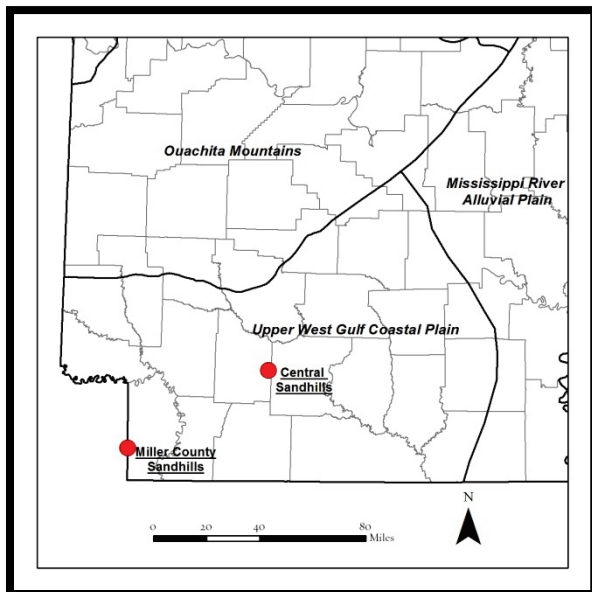 Ouachita Mountains
Mississippi River
Alluvial Plain
Upper West Gulf Coastal Plain
Central
Sandhills
Miller County
Sandhills
N
0 20 40 80
Miles